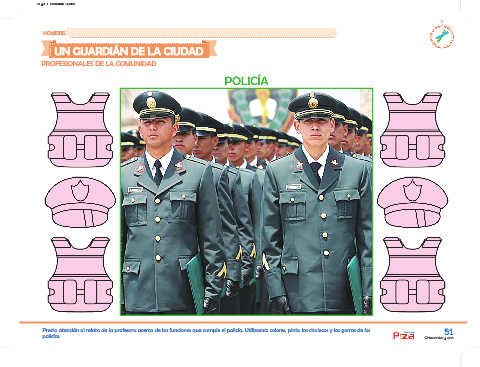 NOMBRE:
UN GUARDIÁN DE LA CIUDAD
PROFESIONALES DE LA COMUNIDAD
POLICÍA
Presta atención al relato de la profesora acerca de las funciones que cumple el policía. Utilizando colores, pinta los chalecos y las gorras de los
policías.
Pizá
51